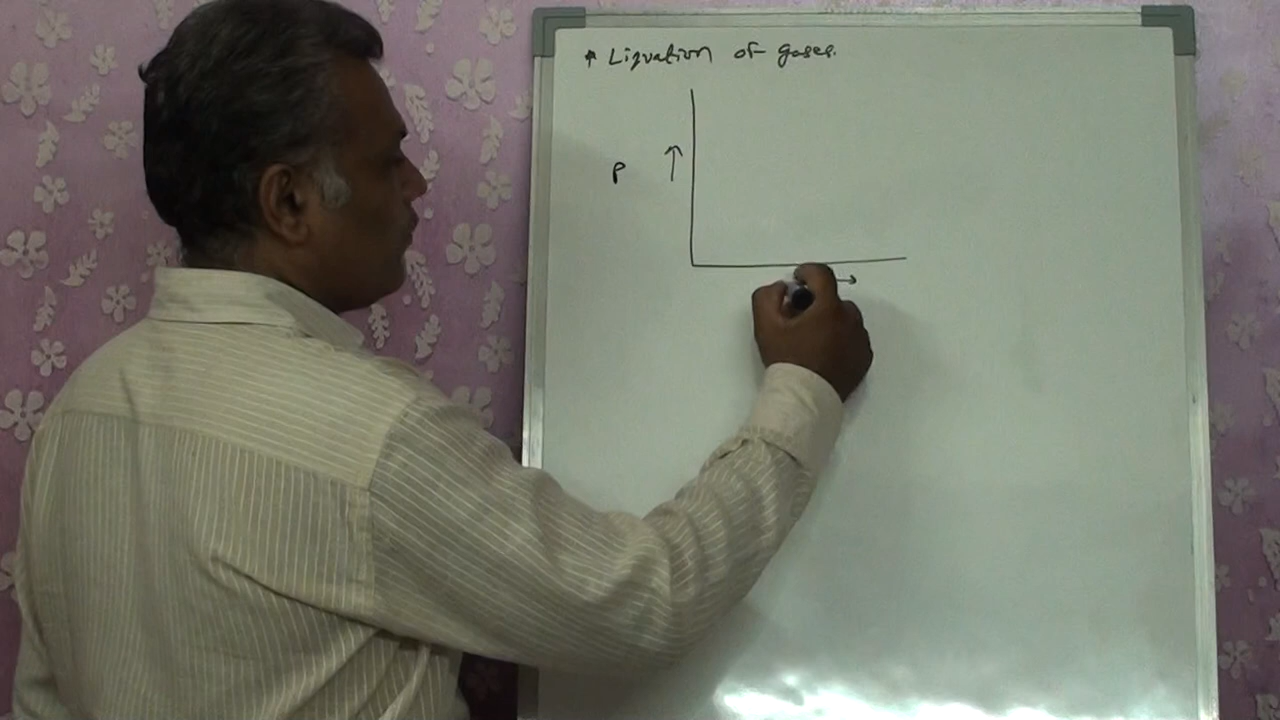 * Liquation of gases.
P ↑
→